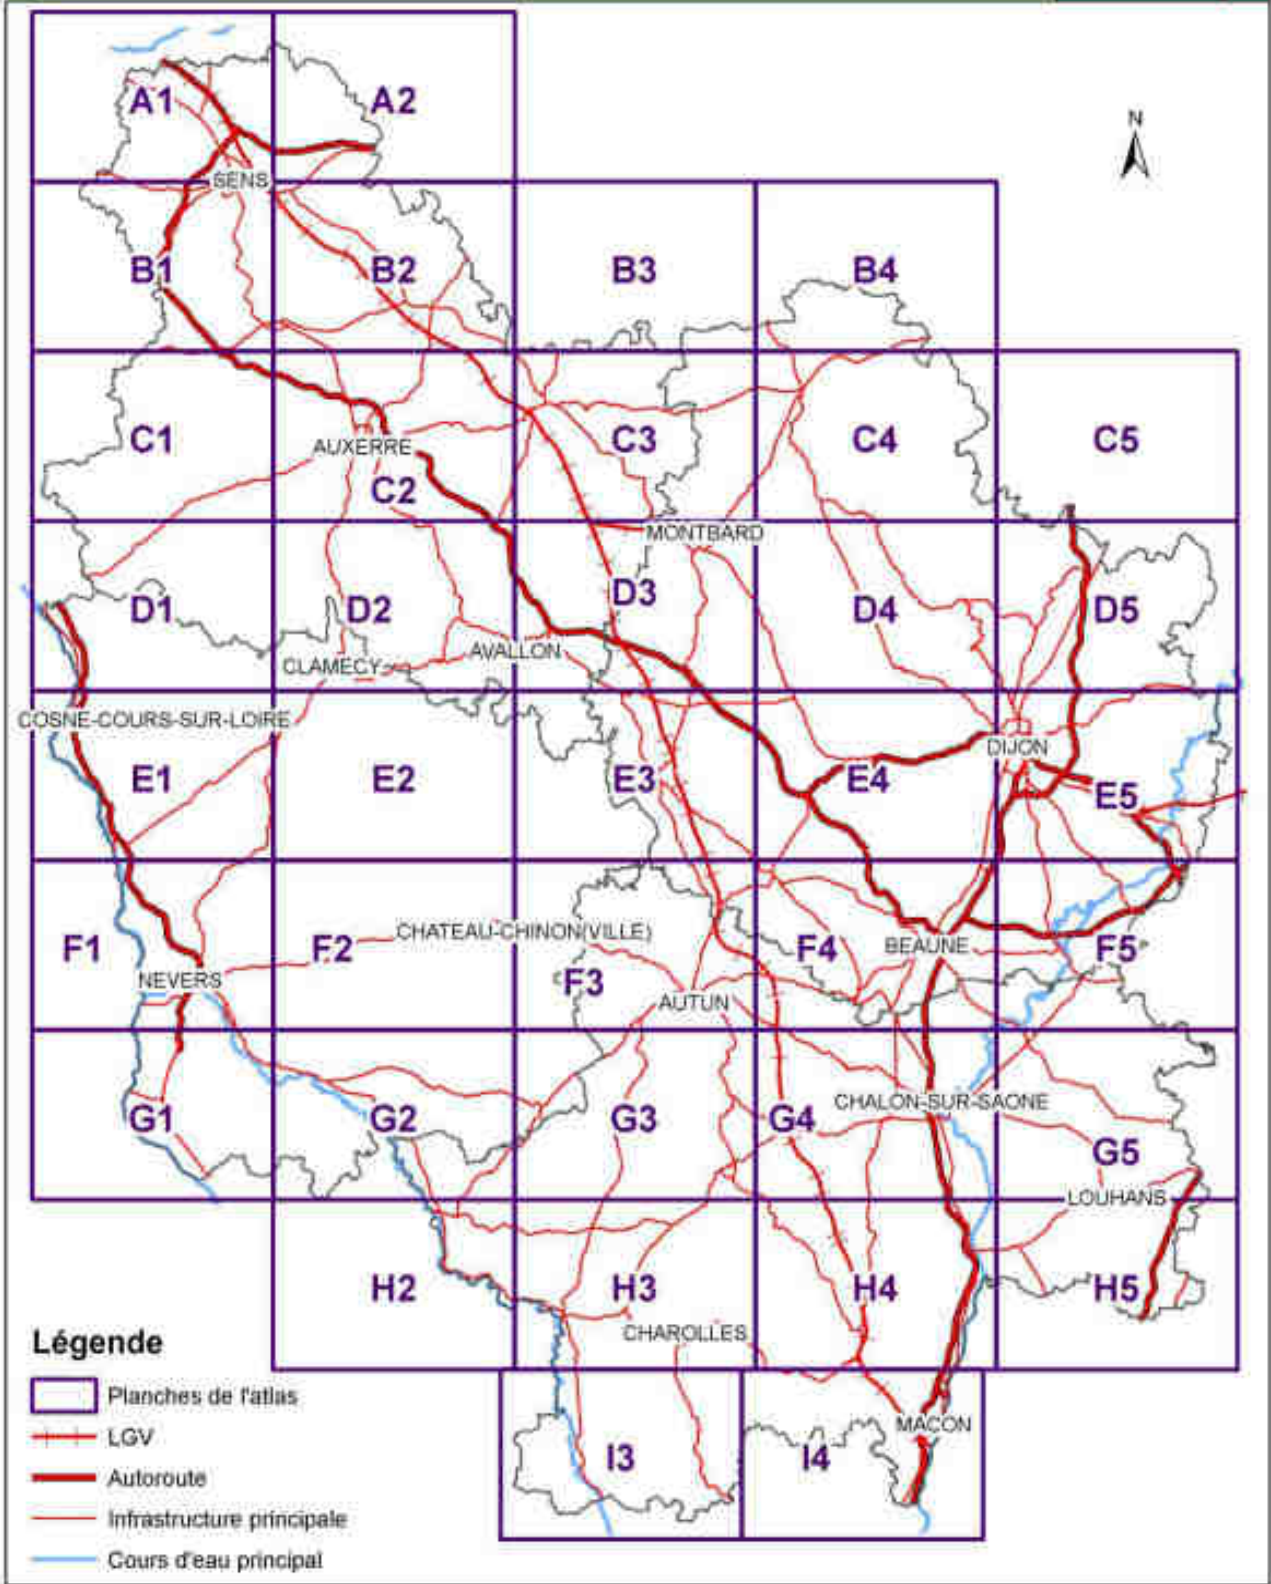 N
A1
A2
SENS
B1
B2
B3
B4
C1
AUXERRE
C2
C3
C4
C5
MONTBARD
D1
D2
D3
D4
D5
CLAMECY
AVALLON
COSNE-COURS-SUR-LOIRE
DIJON
E1
E2
E3
E4
E5
F1
F2
CHATEAU-CHINON(VILLE)
F3
F4
BEAUNE
F5
NEVERS
AUTUN
G1
G2
G3
G4
CHALON-SUR-SAONE
G5
LOUHANS
H2
H3
H4
H5
CHAROLLES
MACON
I3
I4
Légende
Planches de l'atlas
LGV
Autoroute
Infrastructure principale
Cours d'eau principal